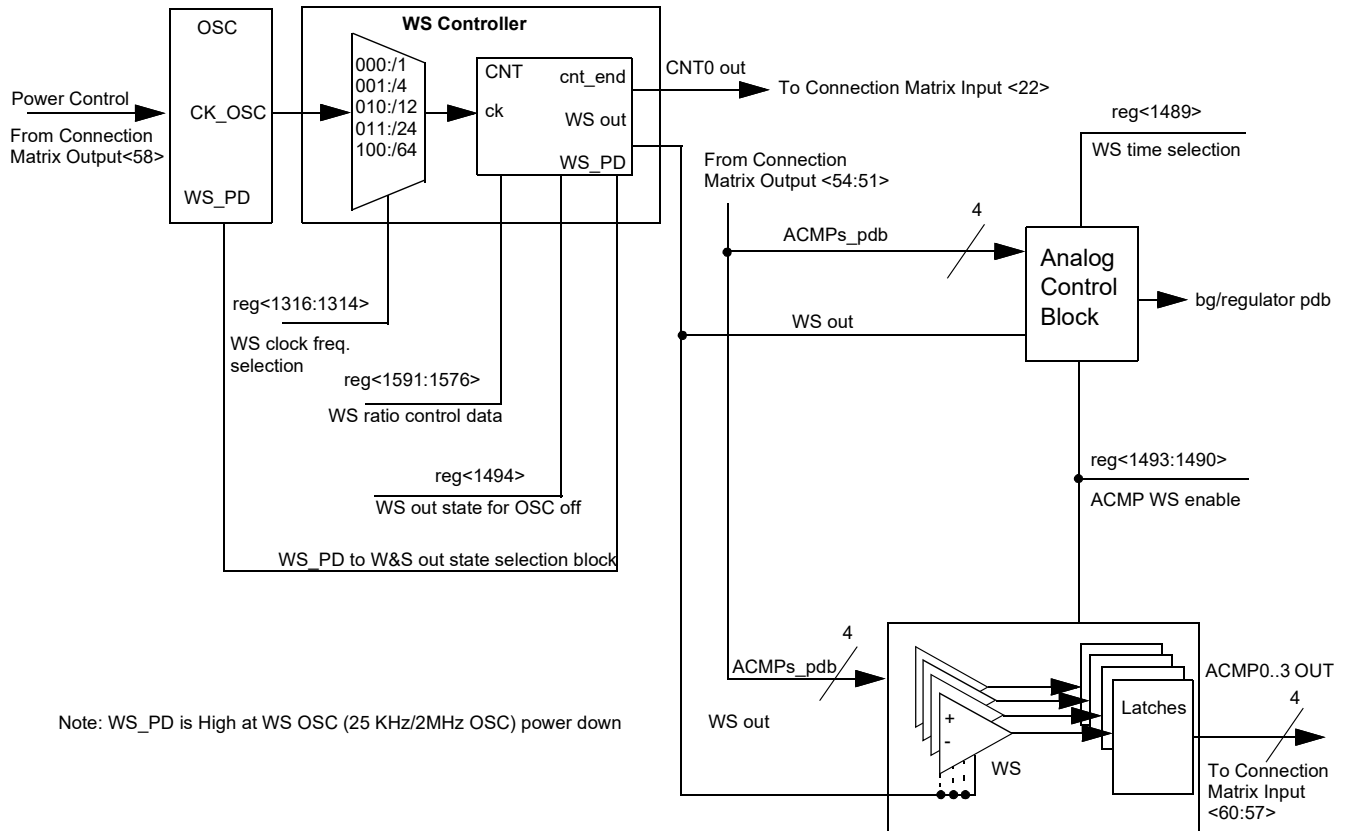 OSC
WS Controller
Power Control
From Connection
Matrix Output<58>
CK_OSC
WS_PD
000:/1
001:/4
010:/12
011:/24
100:/64
CNT
ck
cnt_end
WS out
WS_PD
CNT0 out
To Connection Matrix Input <22>
reg<1316:1314>
WS clock freq.
selection
reg<1591:1576>
WS ratio control data
reg<1494>
WS out state for OSC off
WS_PD to W&S out state selection block
From Connection
Matrix Output <54:51>
reg<1489>
WS time selection
4
ACMPs_pdb
Analog
Control
Block
bg/regulator pdb
WS out
reg<1493:1490>
ACMP WS enable
4
ACMPs_pdb
WS out
+
-
WS
Latches
ACMP0..3 OUT
4
To Connection
Matrix Input
<60:57>
Note: WS_PD is High at WS OSC (25 KHz/2MHz OSC) power down